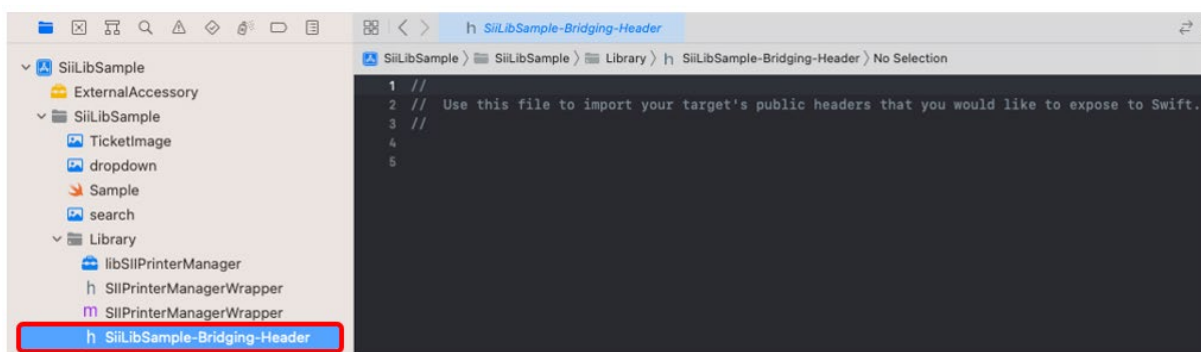 SiiLibSample
ExternalAccessory
SiiLibSample
TicketImage
dropdown
Sample
search
Library
libSIIPrinterManager
h SIIPrinterManagerWrapper
m SIIPrinterManagerWrapper
h SiiLibSample-Bridging-Header
h SiiLibSample-Bridging-Header
SiiLibSample 〉 SiiLibSample 〉 Library 〉 h SiiLibSample-Bridging-Header 〉 No Selection
1 //
2 // Use this file to import your target's public headers that you would like to expose to Swift.
3 //
4
5